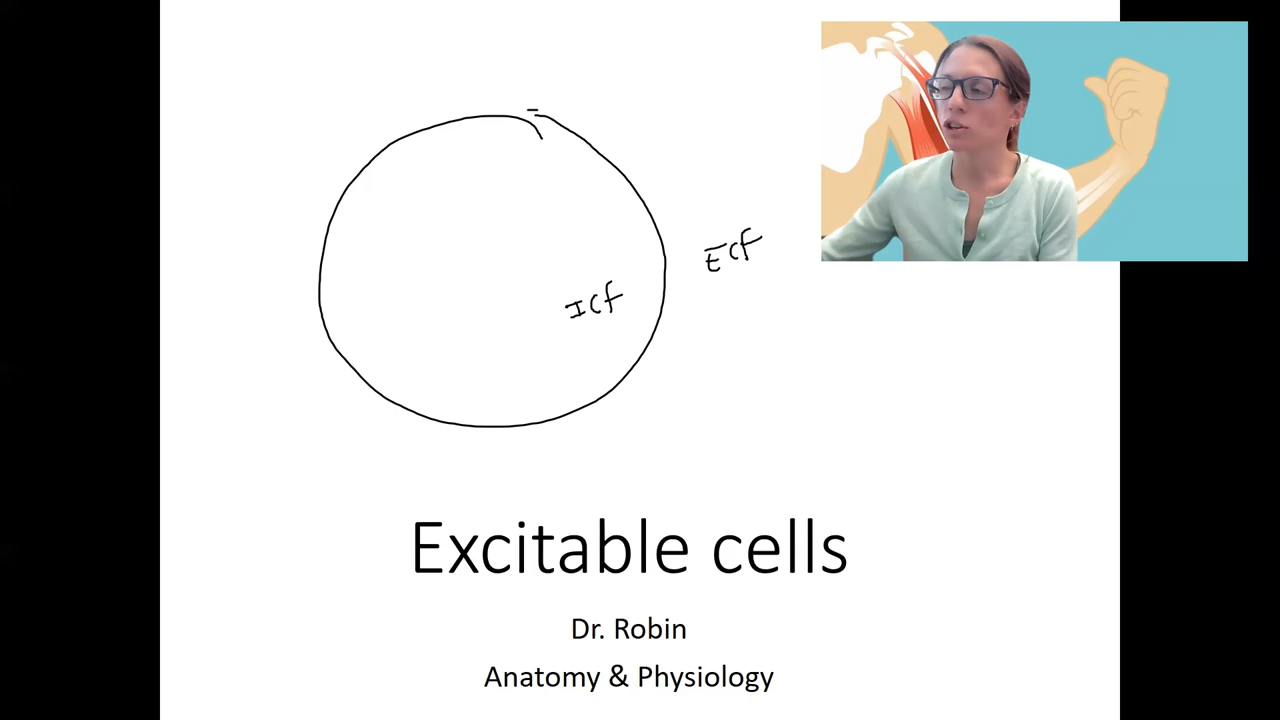 ECF
ICF
Excitable cells
Dr. Robin
Anatomy & Physiology